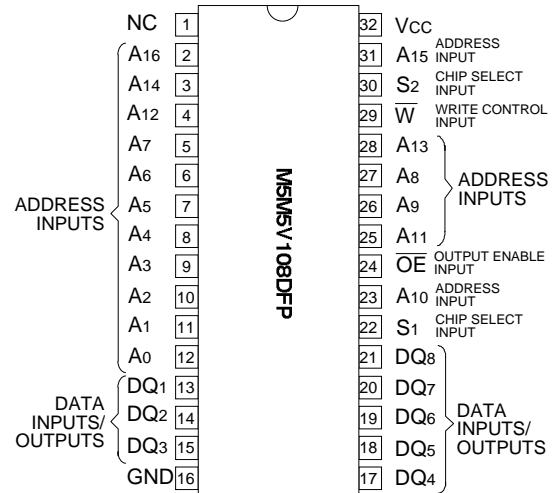 NC 1
A16 2
A14 3
A12 4
A7 5
A6 6
A5 7
A4 8
A3 9
A2 10
A1 11
A0 12
DQ1 13
DQ2 14
DQ3 15
GND 16
ADDRESS
INPUTS
DATA
INPUTS/
OUTPUTS
M5M5V108DFP
32 VCC
31 A15 ADDRESS
INPUT
30 S2 CHIP SELECT
INPUT
29 W̅ WRITE CONTROL
INPUT
28 A13
27 A8
26 A9
25 A11
ADDRESS
INPUTS
24 O̅E̅ OUTPUT ENABLE
INPUT
23 A10 ADDRESS
INPUT
22 S1 CHIP SELECT
INPUT
21 DQ8
20 DQ7
19 DQ6
18 DQ5
17 DQ4
DATA
INPUTS/
OUTPUTS